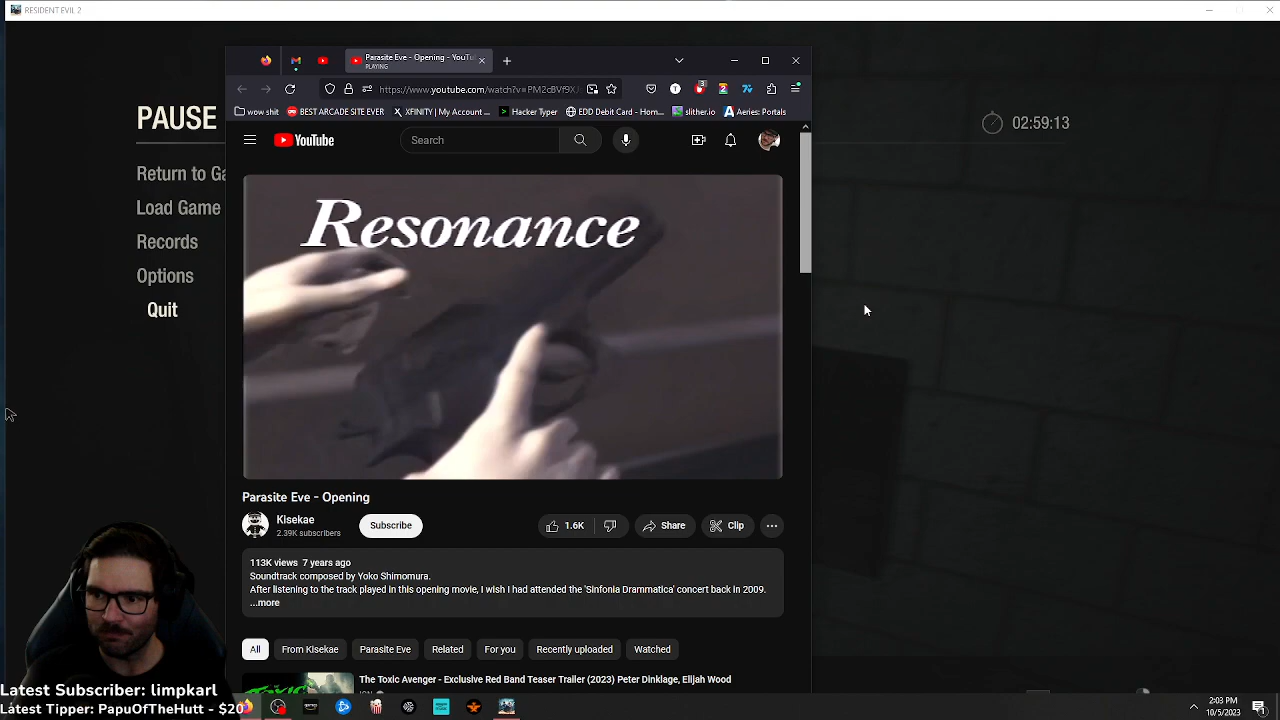 RESIDENT EVIL 2
Parasite Eve - Opening - YouTu
PLAYING
https://www.youtube.com/watch?v=PM2cBVf9XJ
wow shit
BEST ARCADE SITE EVER
XFINITY | My Account ...
Hacker Typer
EDD Debit Card - Hom...
slither.io
Aeries: Portals
PAUSE
02:59:13
YouTube
Search
Return to Ga
Load Game
Records
Options
Quit
Resonance
Parasite Eve - Opening
Kisekae
2.39K subscribers
Subscribe
1.6K
Share
Clip
113K views 7 years ago
Soundtrack composed by Yoko Shimomura.
After listening to the track played in this opening movie, I wish I had attended the 'Sinfonia Drammatica' concert back in 2009.
...more
All
From Kisekae
Parasite Eve
Related
For you
Recently uploaded
Watched
The Toxic Avenger - Exclusive Red Band Teaser Trailer (2023) Peter Dinklage, Elijah Wood
Latest Subscriber: limpkarl
Latest Tipper: PapuOfTheHutt - $20
2:03 PM
10/5/2023